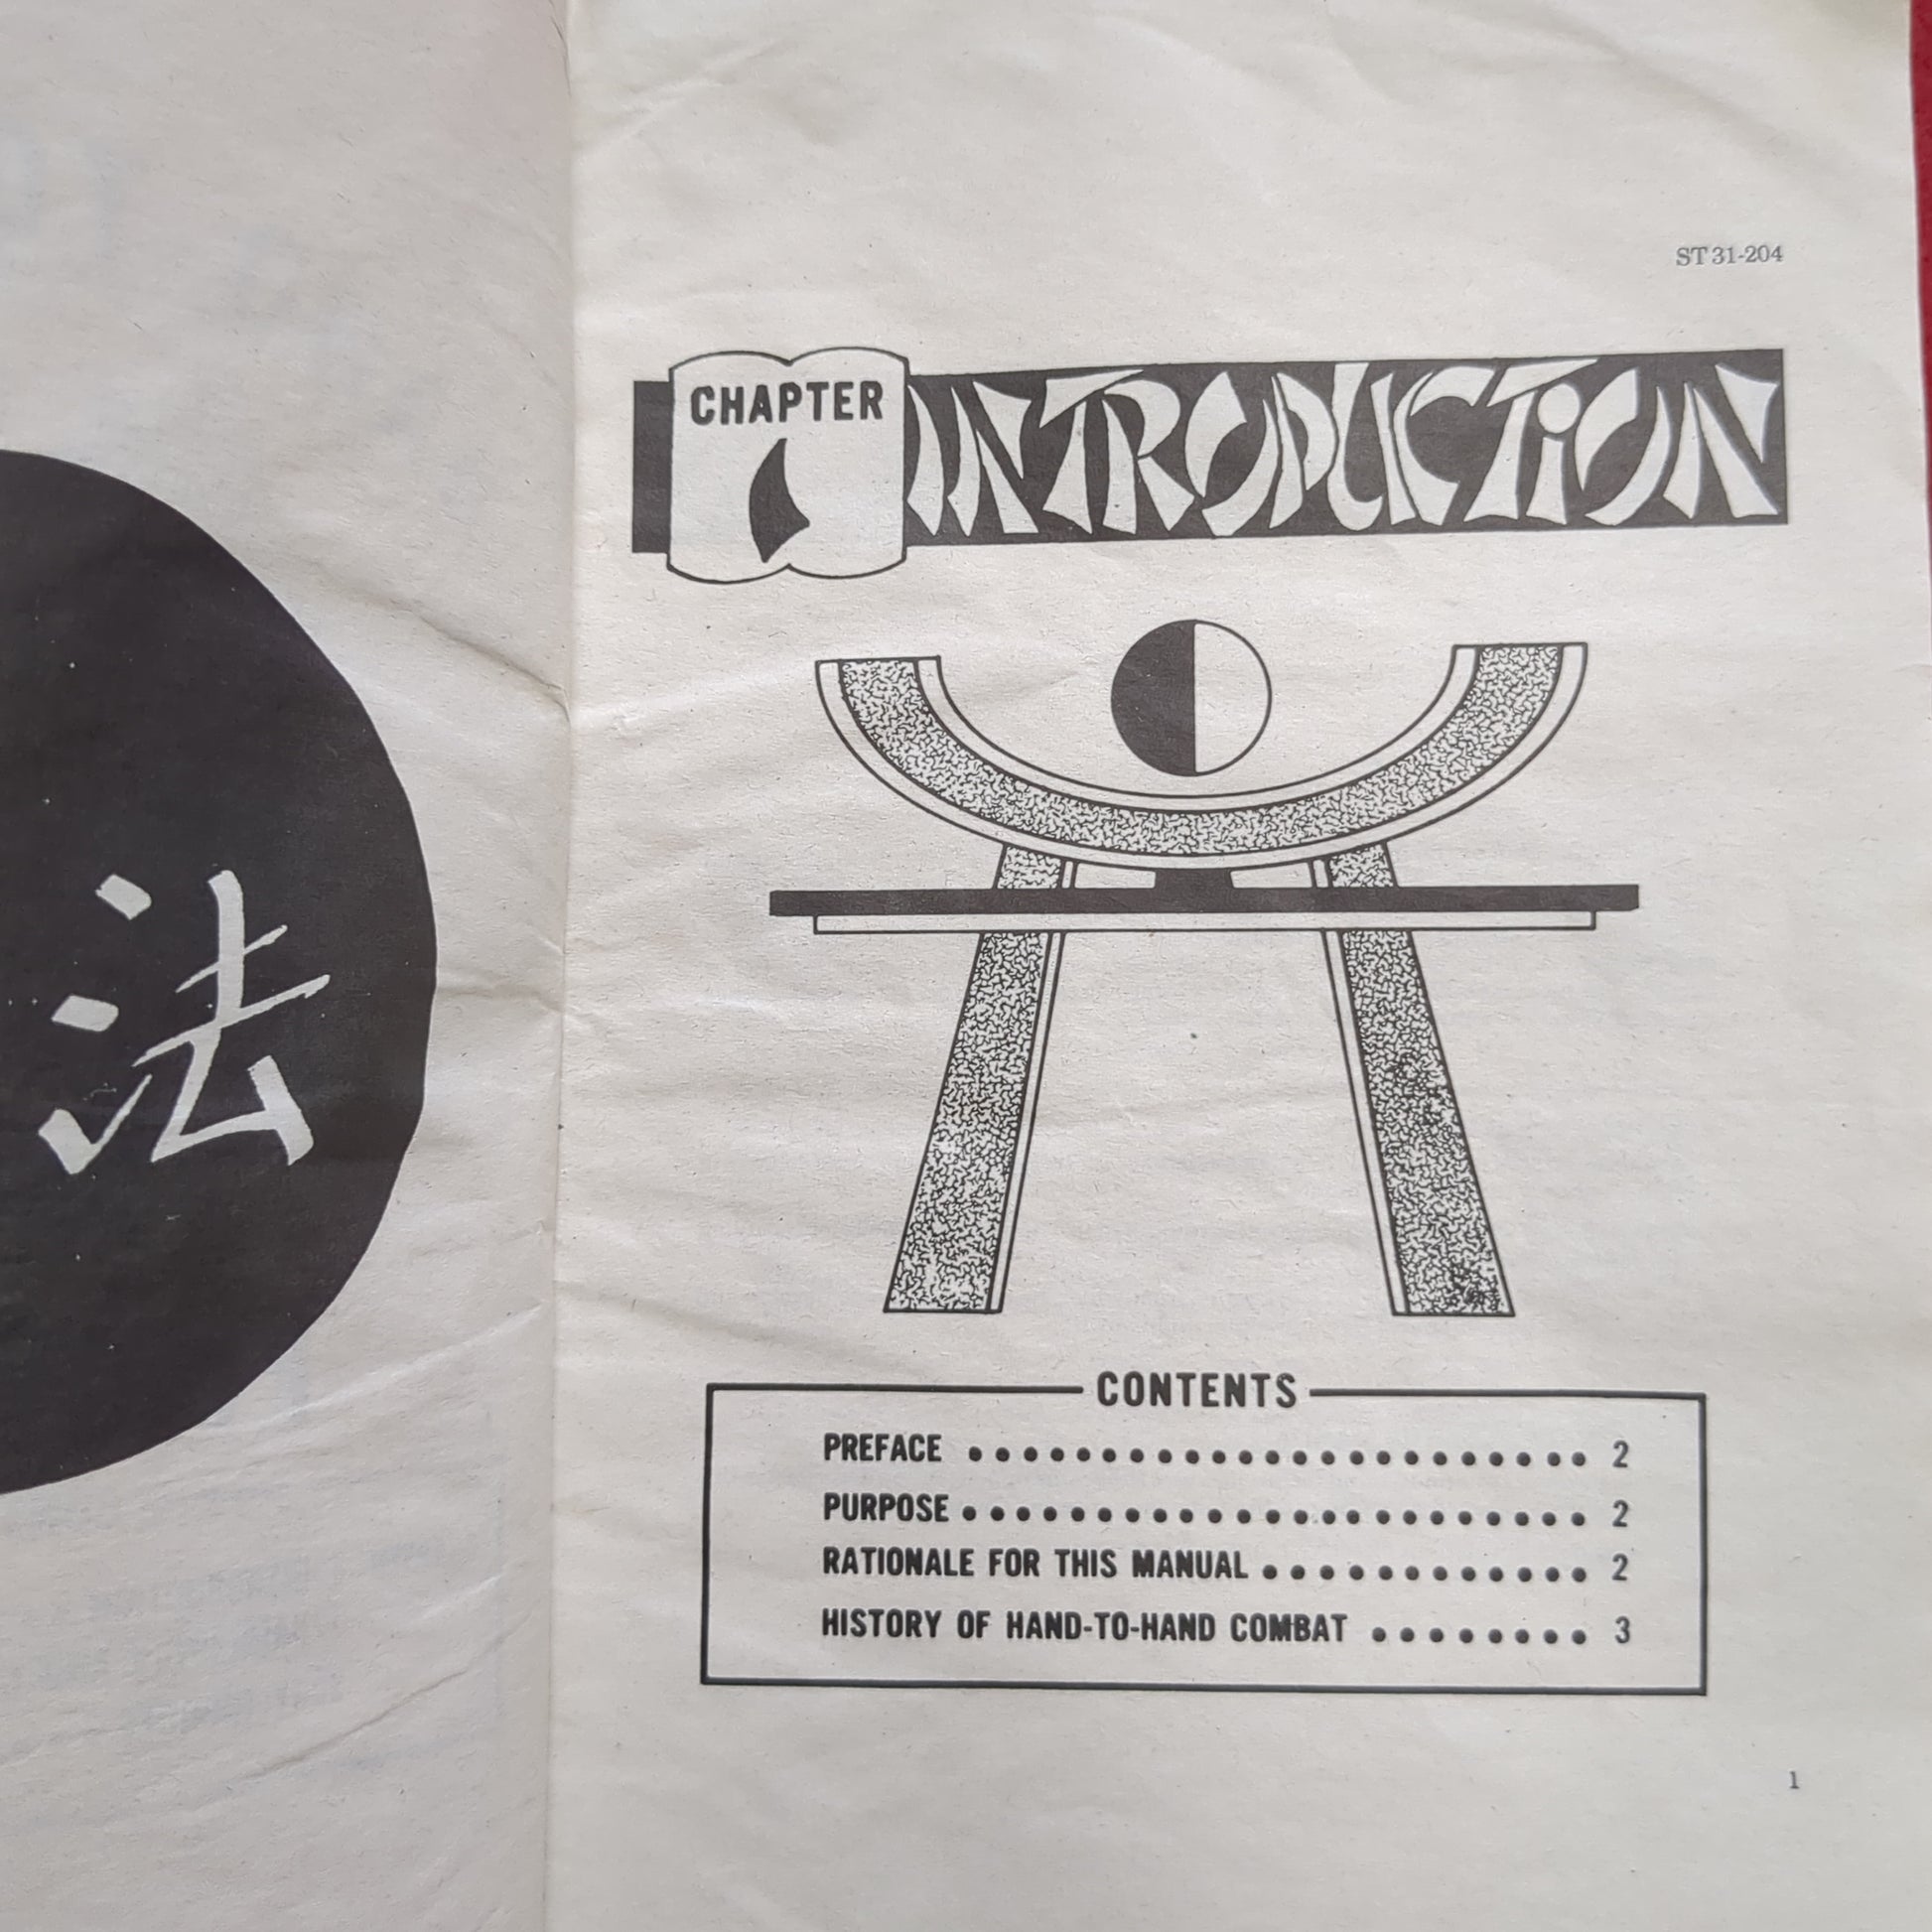 法
ST 31-204
CHAPTER
1
INTRODUCTION
CONTENTS
PREFACE ....................... 2
PURPOSE ....................... 2
RATIONALE FOR THIS MANUAL ............ 2
HISTORY OF HAND-TO-HAND COMBAT ........ 3
1